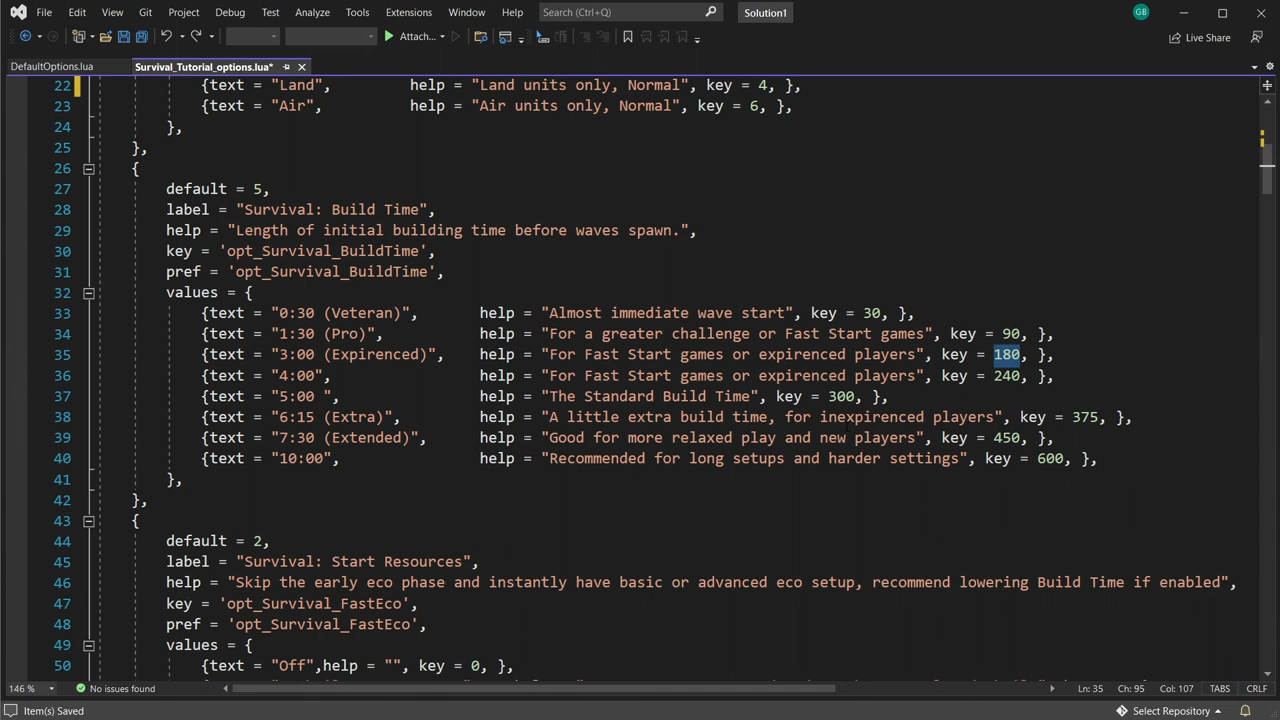 File Edit View Git Project Debug Test Analyze Tools Extensions Window Help Search (Ctrl+Q) Solution1 GB
Attach... Live Share
DefaultOptions.lua Survival_Tutorial_options.lua*
22 {text = "Land", help = "Land units only, Normal", key = 4, },
23 {text = "Air", help = "Air units only, Normal", key = 6, },
24 },
25 },
26 {
27 default = 5,
28 label = "Survival: Build Time",
29 help = "Length of initial building time before waves spawn.",
30 key = 'opt_Survival_BuildTime',
31 pref = 'opt_Survival_BuildTime',
32 values = {
33 {text = "0:30 (Veteran)", help = "Almost immediate wave start", key = 30, },
34 {text = "1:30 (Pro)", help = "For a greater challenge or Fast Start games", key = 90, },
35 {text = "3:00 (Expirenced)", help = "For Fast Start games or expirenced players", key = 180, },
36 {text = "4:00", help = "For Fast Start games or expirenced players", key = 240, },
37 {text = "5:00 ", help = "The Standard Build Time", key = 300, },
38 {text = "6:15 (Extra)", help = "A little extra build time, for inexpirenced players", key = 375, },
39 {text = "7:30 (Extended)", help = "Good for more relaxed play and new players", key = 450, },
40 {text = "10:00", help = "Recommended for long setups and harder settings", key = 600, },
41 },
42 },
43 {
44 default = 2,
45 label = "Survival: Start Resources",
46 help = "Skip the early eco phase and instantly have basic or advanced eco setup, recommend lowering Build Time if enabled",
47 key = 'opt_Survival_FastEco',
48 pref = 'opt_Survival_FastEco',
49 values = {
50 {text = "Off",help = "", key = 0, },
146 % No issues found Ln: 35 Ch: 95 Col: 107 TABS CRLF
Item(s) Saved Select Repository